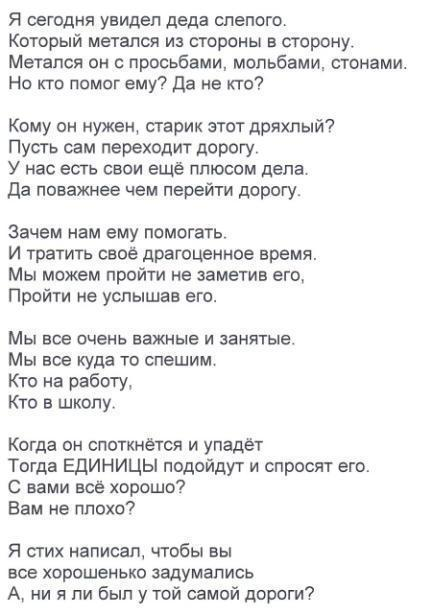 Я сегодня увидел деда слепого.
Который метался из стороны в сторону.
Метался он с просьбами, мольбами, стонами.
Но кто помог ему? Да не кто?

Кому он нужен, старик этот дряхлый?
Пусть сам переходит дорогу.
У нас есть свои ещё плюсом дела.
Да поважнее чем перейти дорогу.

Зачем нам ему помогать.
И тратить своё драгоценное время.
Мы можем пройти не заметив его,
Пройти не услышав его.

Мы все очень важные и занятые.
Мы все куда то спешим.
Кто на работу,
Кто в школу.

Когда он споткнётся и упадёт
Тогда ЕДИНИЦЫ подойдут и спросят его.
С вами всё хорошо?
Вам не плохо?

Я стих написал, чтобы вы
все хорошенько задумались
А, ни я ли был у той самой дороги?